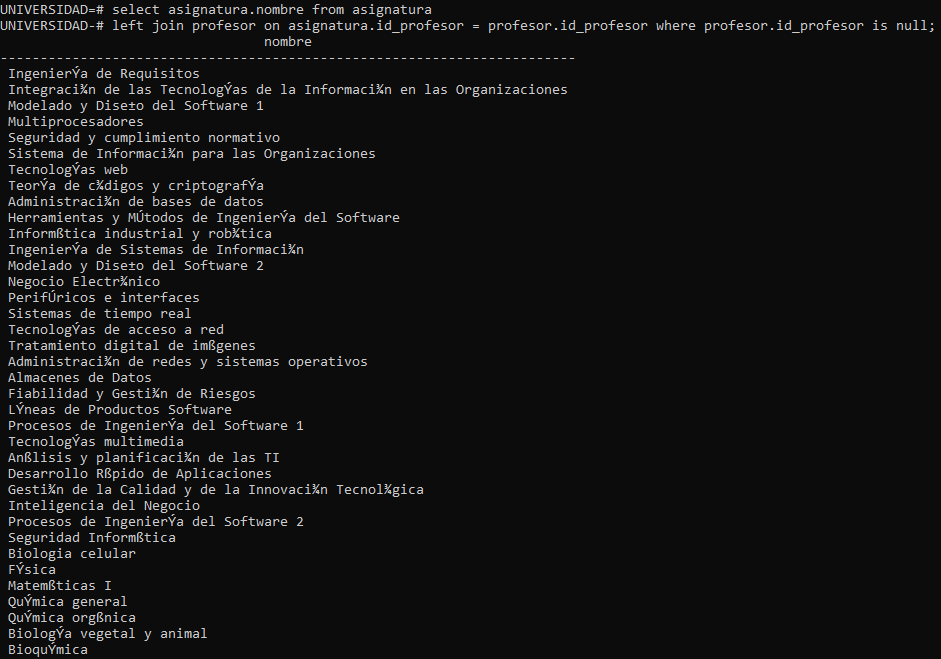 UNIVERSIDAD=# select asignatura.nombre from asignatura
UNIVERSIDAD-# left join profesor on asignatura.id_profesor = profesor.id_profesor where profesor.id_profesor is null;
nombre
------------------------------------------------------------------------
IngenierÝa de Requisitos
Integraci¾n de las TecnologÝas de la Informaci¾n en las Organizaciones
Modelado y Dise±o del Software 1
Multiprocesadores
Seguridad y cumplimiento normativo
Sistema de Informaci¾n para las Organizaciones
TecnologÝas web
TeorÝa de c¾digos y criptografÝa
Administraci¾n de bases de datos
Herramientas y MÚtodos de IngenierÝa del Software
Informßtica industrial y rob¾tica
IngenierÝa de Sistemas de Informaci¾n
Modelado y Dise±o del Software 2
Negocio Electr¾nico
PerifÚricos e interfaces
Sistemas de tiempo real
TecnologÝas de acceso a red
Tratamiento digital de imßgenes
Administraci¾n de redes y sistemas operativos
Almacenes de Datos
Fiabilidad y Gesti¾n de Riesgos
LÝneas de Productos Software
Procesos de IngenierÝa del Software 1
TecnologÝas multimedia
Anßlisis y planificaci¾n de las TI
Desarrollo Rßpido de Aplicaciones
Gesti¾n de la Calidad y de la Innovaci¾n Tecnol¾gica
Inteligencia del Negocio
Procesos de IngenierÝa del Software 2
Seguridad Informßtica
Biologia celular
FÝsica
Matemßticas I
QuÝmica general
QuÝmica orgßnica
BiologÝa vegetal y animal
BioquÝmica